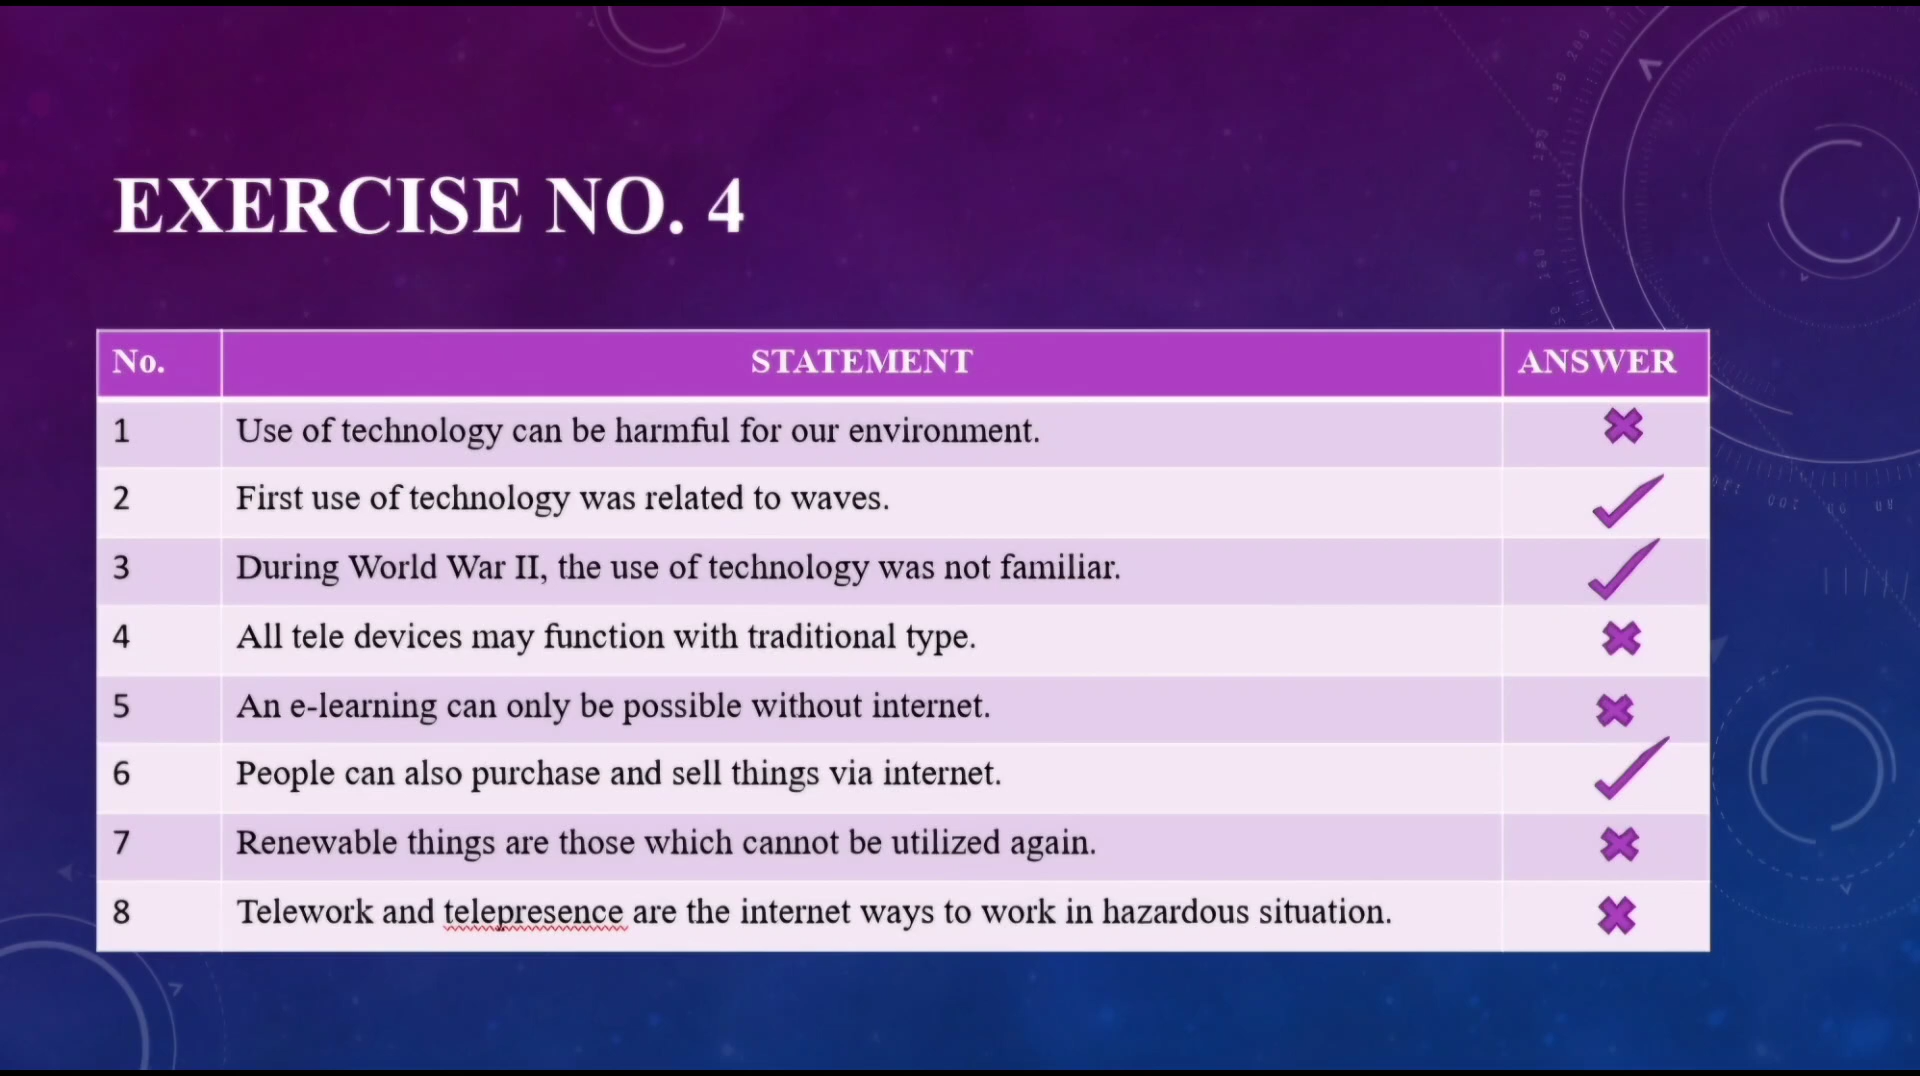 EXERCISE NO. 4
No. STATEMENT ANSWER
1 Use of technology can be harmful for our environment. ✖
2 First use of technology was related to waves. ✓
3 During World War II, the use of technology was not familiar. ✓
4 All tele devices may function with traditional type. ✖
5 An e-learning can only be possible without internet. ✖
6 People can also purchase and sell things via internet. ✓
7 Renewable things are those which cannot be utilized again. ✖
8 Telework and telepresence are the internet ways to work in hazardous situation. ✖